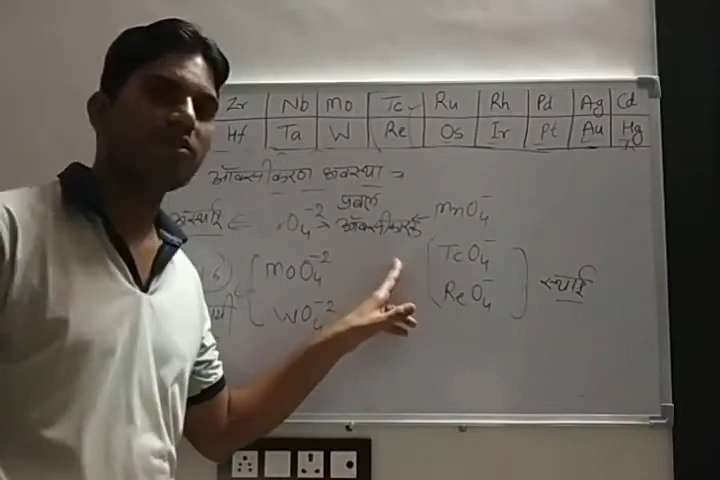 Zr Nb Mo Tc Ru Rh Pd Ag Cd
Hf Ta W Re Os Ir Pt Au Hg
ऑक्सीकरण अवस्था
प्रबल
अस्थाई O₄⁻² ऑक्सीकारक MnO₄⁻
MoO₄⁻² TcO₄⁻
WO₄⁻² ReO₄⁻ स्थाई